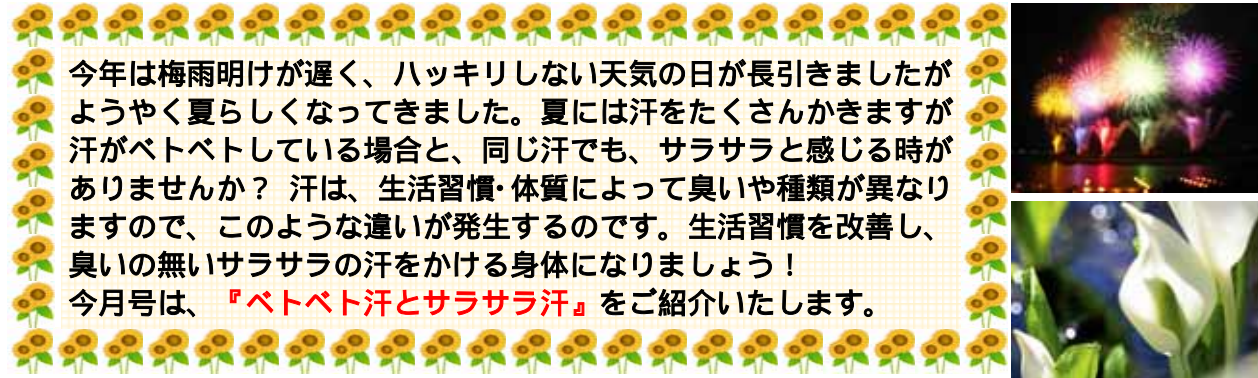 今年は梅雨明けが遅く、ハッキリしない天気の日が長引きましたが
ようやく夏らしくなってきました。夏には汗をたくさんかきますが
汗がベトベトしている場合と、同じ汗でも、サラサラと感じる時が
ありませんか？ 汗は、生活習慣・体質によって臭いや種類が異なり
ますので、このような違いが発生するのです。生活習慣を改善し、
臭いの無いサラサラの汗をかける身体になりましょう！
今月号は、『ベトベト汗とサラサラ汗』をご紹介いたします。